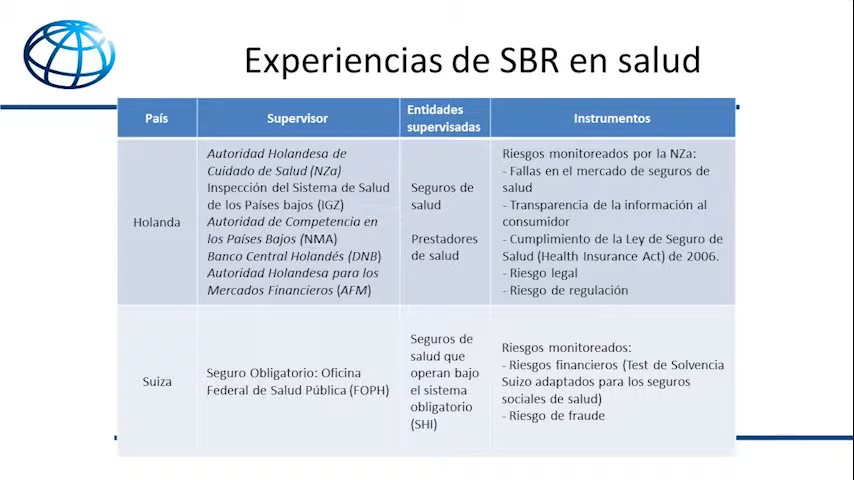 Experiencias de SBR en salud
País
Supervisor
Entidades
supervisadas
Instrumentos
Holanda
Autoridad Holandesa de
Cuidado de Salud (NZa)
Inspección del Sistema de Salud
de los Países bajos (IGZ)
Autoridad de Competencia en
los Países Bajos (NMA)
Banco Central Holandés (DNB)
Autoridad Holandesa para los
Mercados Financieros (AFM)
Seguros de
salud
Prestadores
de salud
Riesgos monitoreados por la NZa:
- Fallas en el mercado de seguros de
salud
- Transparencia de la información al
consumidor
- Cumplimiento de la Ley de Seguro de
Salud (Health Insurance Act) de 2006.
- Riesgo legal
- Riesgo de regulación
Suiza
Seguro Obligatorio: Oficina
Federal de Salud Pública (FOPH)
Seguros de
salud que
operan bajo
el sistema
obligatorio
(SHI)
Riesgos monitoreados:
- Riesgos financieros (Test de Solvencia
Suizo adaptados para los seguros
sociales de salud)
- Riesgo de fraude